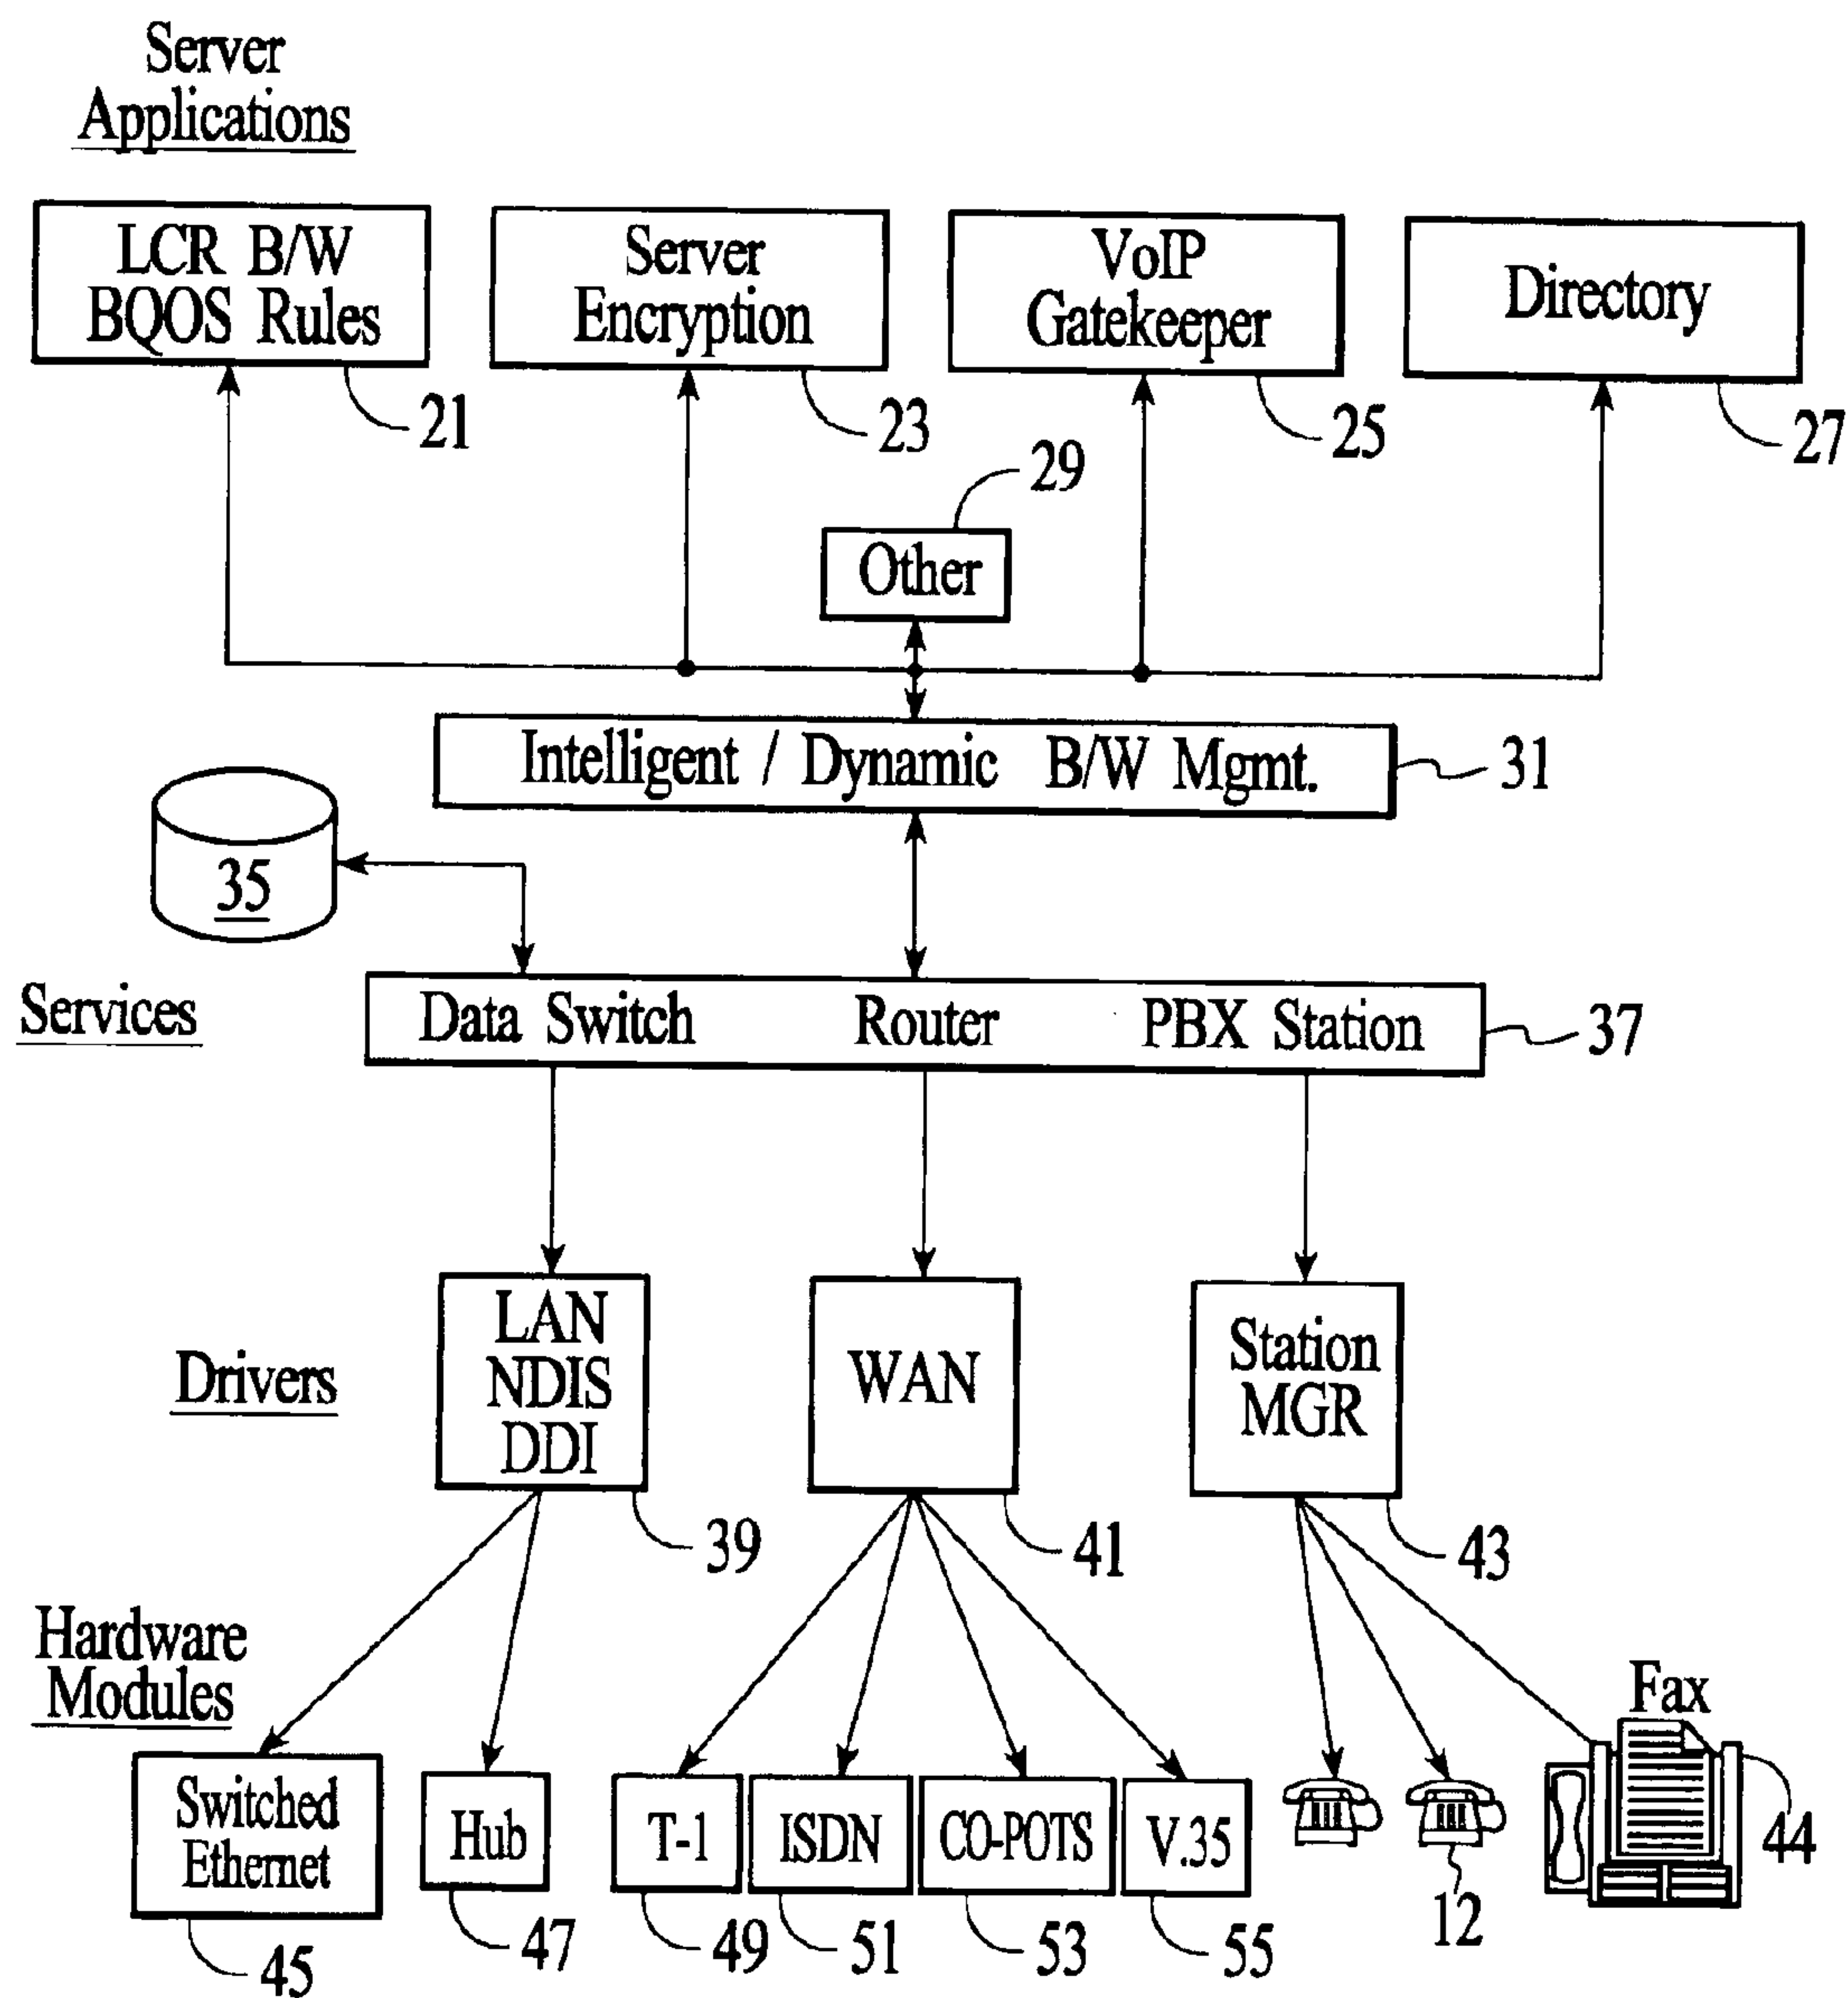 Server
Applications
LCR B/W
BQOS Rules
21
Server
Encryption
23
VoIP
Gatekeeper
25
Directory
27
29
Other
Intelligent / Dynamic B/W Mgmt.
31
35
Services
Data Switch Router PBX Station
37
Drivers
LAN
NDIS
DDI
39
WAN
41
Station
MGR
43
Hardware
Modules
Switched
Ethernet
45
Hub
47
T-1
49
ISDN
51
CO-POTS
53
V.35
55
12
Fax
44